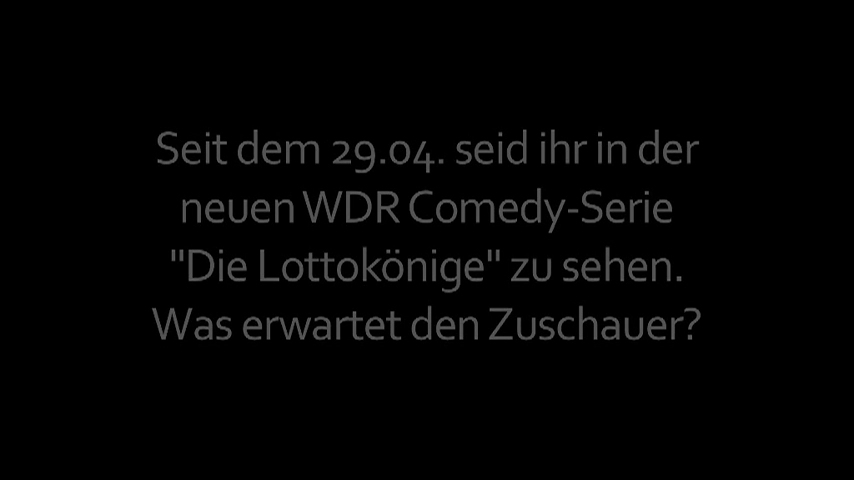 Seit dem 29.04. seid ihr in der
neuen WDR Comedy-Serie
"Die Lottokönige" zu sehen.
Was erwartet den Zuschauer?